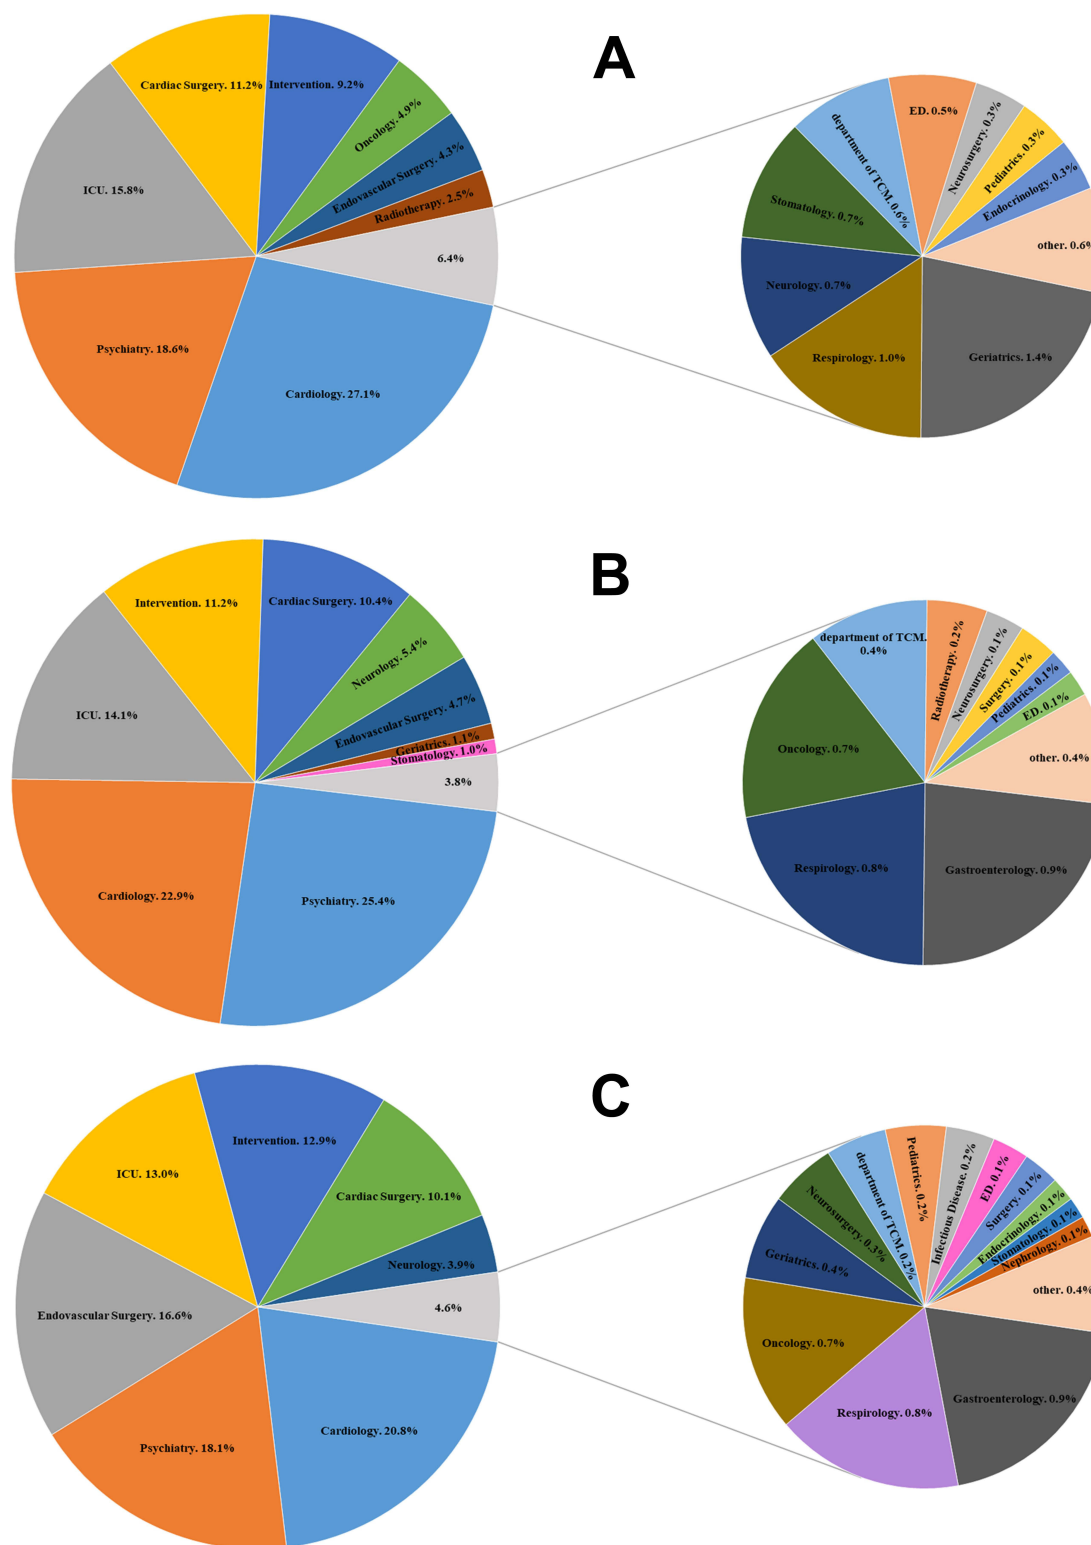 A
Cardiac Surgery. 11.2%
Intervention. 9.2%
Oncology. 4.9%
Endovascular Surgery. 4.3%
Radiotherapy. 2.5%
6.4%
ICU. 15.8%
Psychiatry. 18.6%
Cardiology. 27.1%
department of TCM. 0.6%
ED. 0.5%
Neurosurgery. 0.3%
Pediatrics. 0.3%
Endocrinology. 0.3%
other. 0.6%
Stomatology. 0.7%
Neurology. 0.7%
Respirology. 1.0%
Geriatrics. 1.4%
B
Intervention. 11.2%
Cardiac Surgery. 10.4%
Neurology. 5.4%
Endovascular Surgery. 4.7%
Geriatrics. 1.1%
Stomatology. 1.0%
3.8%
ICU. 14.1%
Cardiology. 22.9%
Psychiatry. 25.4%
department of TCM.
0.4%
Radiotherapy. 0.2%
Neurosurgery. 0.1%
Surgery. 0.1%
Pediatrics. 0.1%
ED. 0.1%
other. 0.4%
Oncology. 0.7%
Respirology. 0.8%
Gastroenterology. 0.9%
C
ICU. 13.0%
Intervention. 12.9%
Cardiac Surgery. 10.1%
Neurology. 3.9%
4.6%
Endovascular Surgery. 16.6%
Psychiatry. 18.1%
Cardiology. 20.8%
Neurosurgery. 0.3%
department of TCM. 0.2%
Pediatrics. 0.2%
Infectious Disease. 0.2%
ED. 0.1%
Surgery. 0.1%
Endocrinology. 0.1%
Stomatology. 0.1%
Nephrology. 0.1%
other. 0.4%
Geriatrics. 0.4%
Oncology. 0.7%
Respirology. 0.8%
Gastroenterology. 0.9%